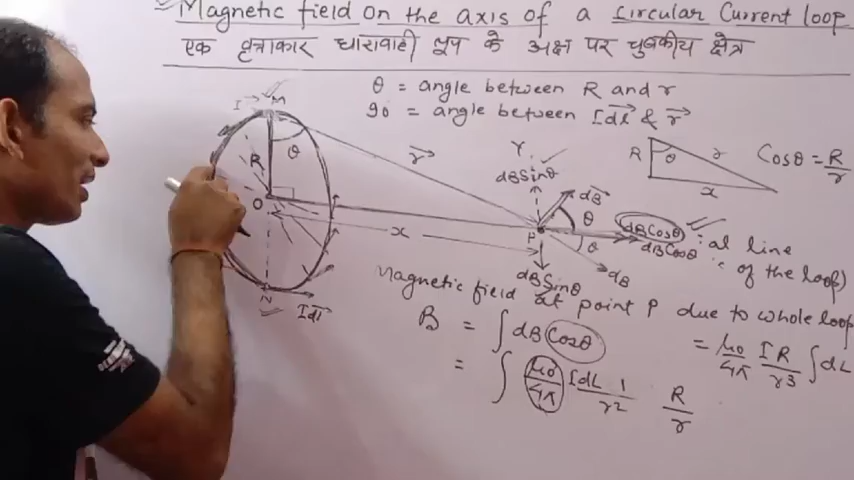 Magnetic field on the axis of a Circular Current loop
एक वृत्ताकार धारावाही लूप के अक्ष पर चुम्बकीय क्षेत्र
θ = angle between R and r
90 = angle between Idl & r
I M
R θ
O
x
N
Idl
r
Y
dBSinθ
dB
θ
P
θ
dBCosθ
dBCosθ
dB
dBSinθ
R θ r
x
Cosθ = R/r
ial line
of the loop)
Magnetic field at point P due to whole loop
B = ∫ dB Cosθ
= ∫ μ0/4π Idl 1/r2 R/r
= μ0/4π IR/r3 ∫ dL